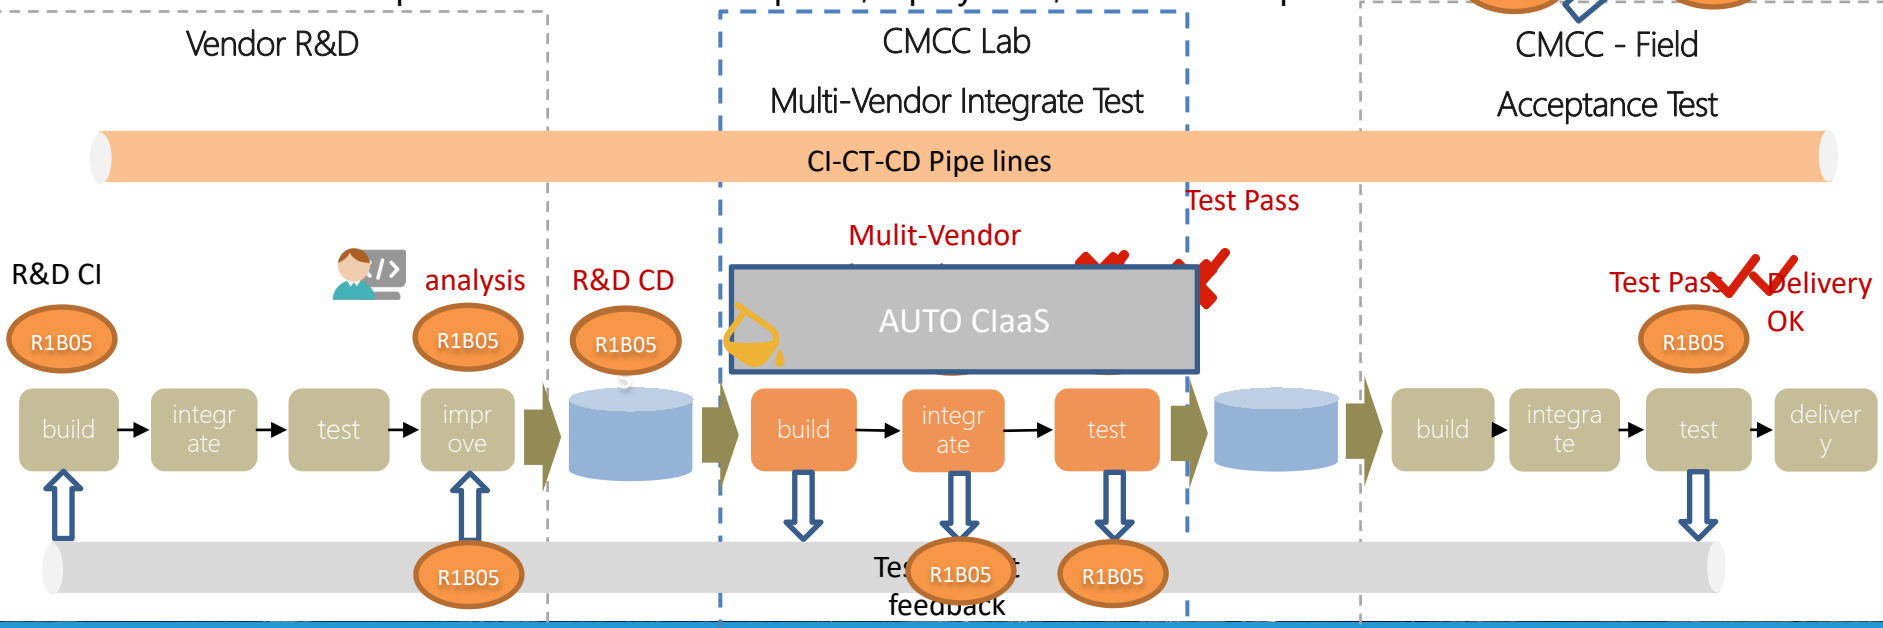 Vendor R&D
CMCC Lab
CMCC - Field
Multi-Vendor Integrate Test
Acceptance Test
CI-CT-CD Pipe lines
Test Pass
Mulit-Vendor
R&D CI
analysis
R&D CD
Test Pass
Delivery
OK
AUTO CIaaS
R1B05
R1B05
R1B05
R1B05
build
integr
ate
test
impr
ove
build
integr
ate
test
build
integra
te
test
deliver
y
R1B05
R1B05
R1B05
feedback